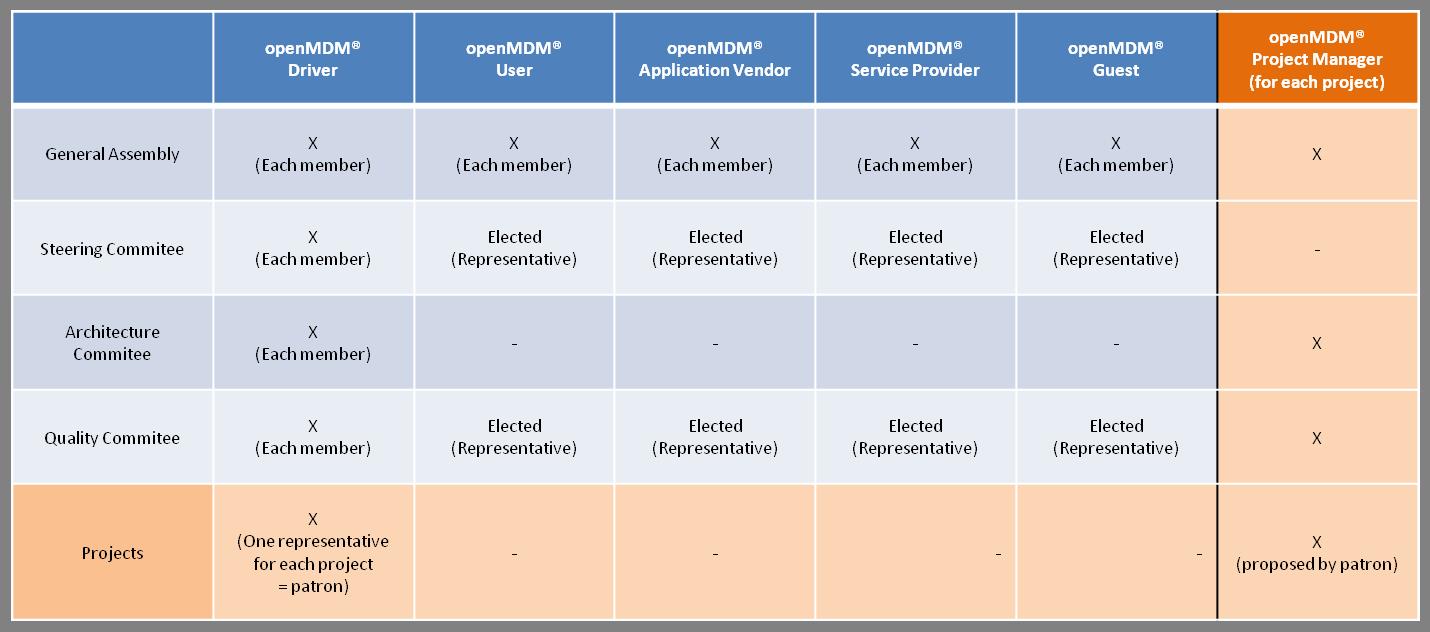 openMDM®
Driver
openMDM®
User
openMDM®
Application Vendor
openMDM®
Service Provider
openMDM®
Guest
openMDM®
Project Manager
(for each project)
General Assembly
X
(Each member)
X
(Each member)
X
(Each member)
X
(Each member)
X
(Each member)
X
Steering Commitee
X
(Each member)
Elected
(Representative)
Elected
(Representative)
Elected
(Representative)
Elected
(Representative)
-
Architecture
Commitee
X
(Each member)
-
-
-
-
X
Quality Commitee
X
(Each member)
Elected
(Representative)
Elected
(Representative)
Elected
(Representative)
Elected
(Representative)
X
Projects
X
(One representative
for each project
= patron)
-
-
-
-
X
(proposed by patron)